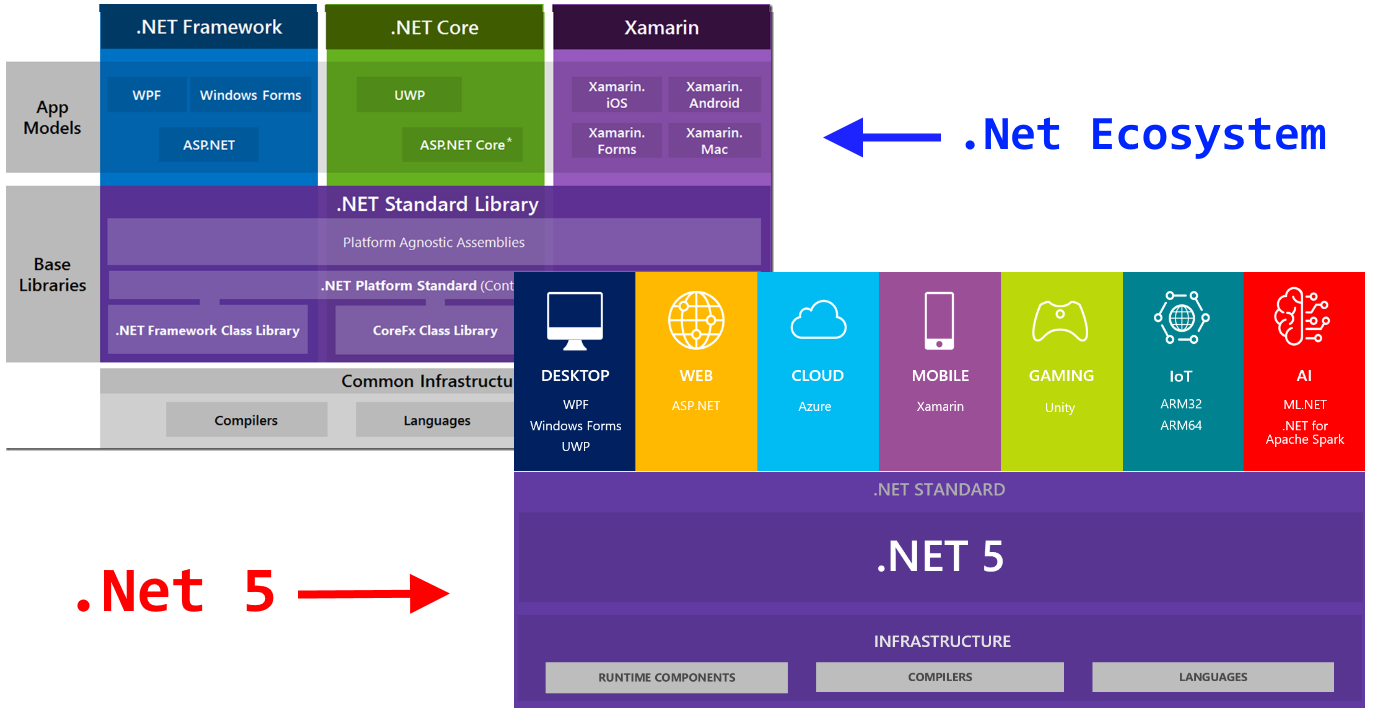 .NET Framework
.NET Core
Xamarin
App
Models
WPF
Windows Forms
ASP.NET
UWP
ASP.NET Core*
Xamarin.
iOS
Xamarin.
Android
Xamarin.
Forms
Xamarin.
Mac
.Net Ecosystem
Base
Libraries
.NET Standard Library
Platform Agnostic Assemblies
.NET Platform Standard (Cont
.NET Framework Class Library
CoreFx Class Library
Common Infrastructu
Compilers
Languages
DESKTOP
WPF
Windows Forms
UWP
WEB
ASP.NET
CLOUD
Azure
MOBILE
Xamarin
GAMING
Unity
IoT
ARM32
ARM64
AI
ML.NET
.NET for
Apache Spark
.NET STANDARD
.NET 5
.Net 5
INFRASTRUCTURE
RUNTIME COMPONENTS
COMPILERS
LANGUAGES